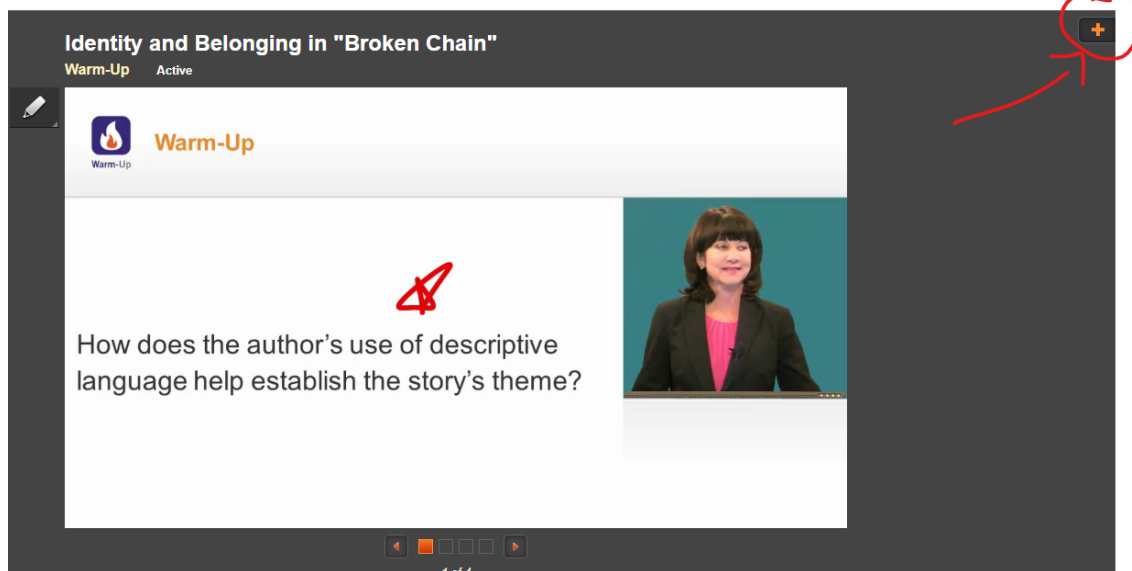 Identity and Belonging in "Broken Chain"
Warm-Up Active
Warm-Up
Warm-Up
How does the author's use of descriptive
language help establish the story's theme?